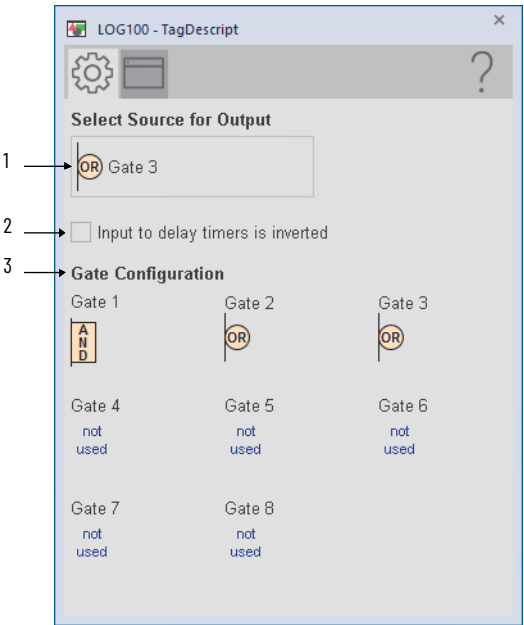 LOG100 - TagDescript
×
?
Select Source for Output
1
OR Gate 3
2
Input to delay timers is inverted
3
Gate Configuration
Gate 1 Gate 2 Gate 3
AND OR OR
Gate 4 Gate 5 Gate 6
not not not
used used used
Gate 7 Gate 8
not not
used used